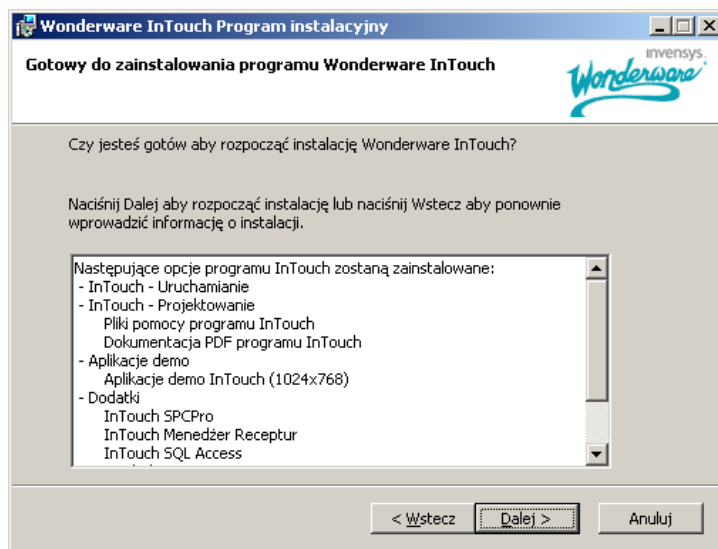 Wonderware InTouch Program instalacyjny
Gotowy do zainstalowania programu Wonderware InTouch
invensys.
Wonderware
Czy jesteś gotów aby rozpocząć instalację Wonderware InTouch?
Naciśnij Dalej aby rozpocząć instalację lub naciśnij Wstecz aby ponownie
wprowadzić informację o instalacji.
Następujące opcje programu InTouch zostaną zainstalowane:
- InTouch - Uruchamianie
- InTouch - Projektowanie
Pliki pomocy programu InTouch
Dokumentacja PDF programu InTouch
- Aplikacje demo
Aplikacje demo InTouch (1024x768)
- Dodatki
InTouch SPCPro
InTouch Menedżer Receptur
InTouch SQL Access
< Wstecz
Dalej >
Anuluj